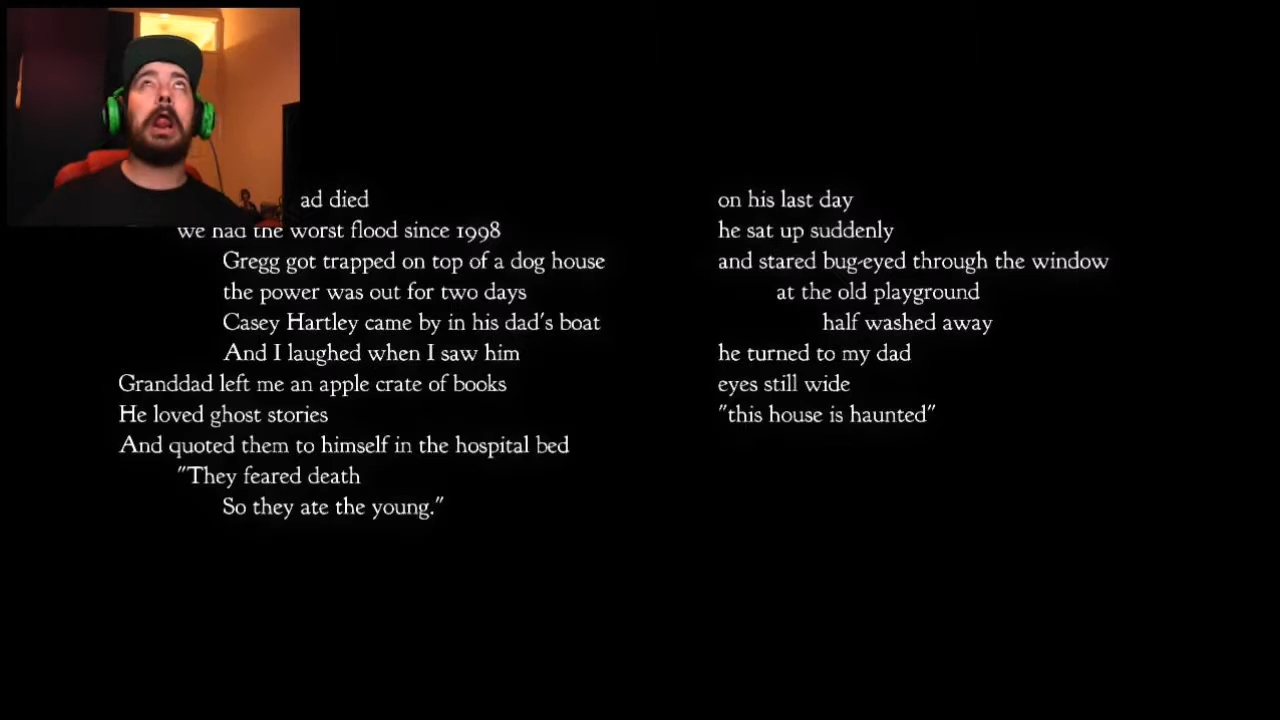 ad died
we had the worst flood since 1998
Gregg got trapped on top of a dog house
the power was out for two days
Casey Hartley came by in his dad's boat
And I laughed when I saw him
Granddad left me an apple crate of books
He loved ghost stories
And quoted them to himself in the hospital bed
"They feared death
So they ate the young."
on his last day
he sat up suddenly
and stared bug-eyed through the window
at the old playground
half washed away
he turned to my dad
eyes still wide
"this house is haunted"